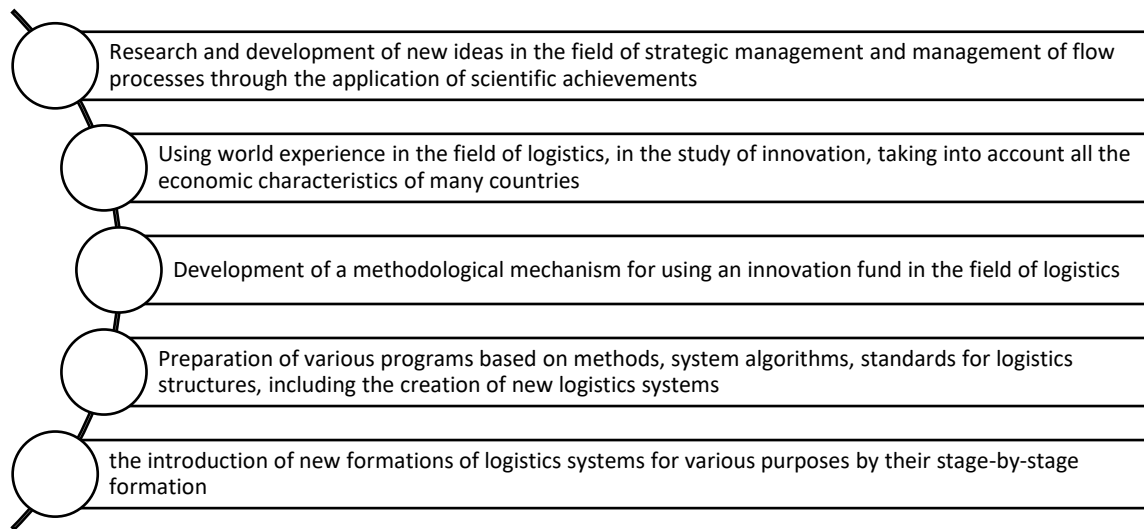 Research and development of new ideas in the field of strategic management and management of flow
processes through the application of scientific achievements
Using world experience in the field of logistics, in the study of innovation, taking into account all the
economic characteristics of many countries
Development of a methodological mechanism for using an innovation fund in the field of logistics
Preparation of various programs based on methods, system algorithms, standards for logistics
structures, including the creation of new logistics systems
the introduction of new formations of logistics systems for various purposes by their stage-by-stage
formation